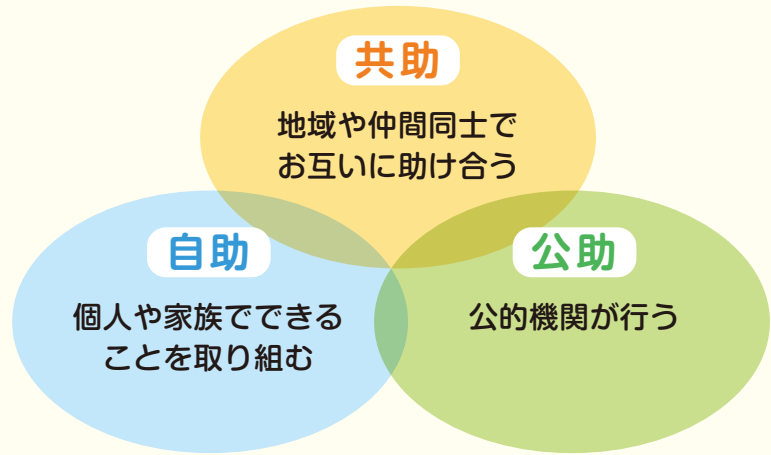 共助
地域や仲間同士で
お互いに助け合う
自助
個人や家族でできる
ことを取り組む
公助
公的機関が行う